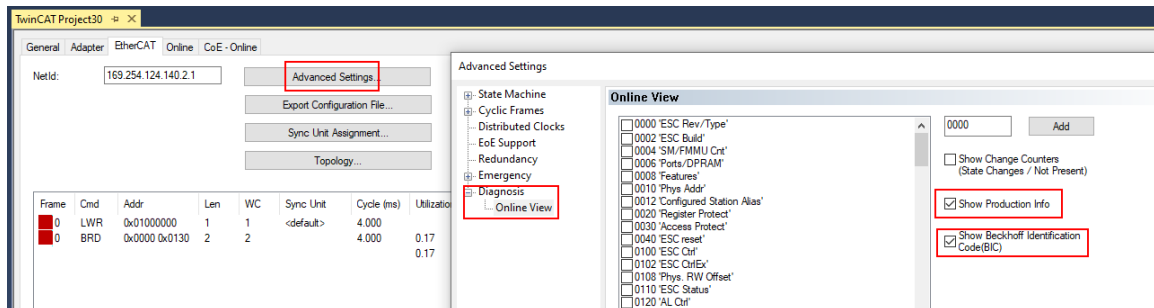 TwinCAT Project30
General Adapter EtherCAT Online CoE - Online
NetId: 169.254.124.140.2.1
Advanced Settings...
Export Configuration File...
Sync Unit Assignment...
Topology...
Frame Cmd Addr Len WC Sync Unit Cycle (ms) Utilization
0 LWR 0x01000000 1 1 <default> 4.000
0 BRD 0x0000 0x0130 2 2 4.000 0.17
0.17
Advanced Settings
State Machine
Cyclic Frames
Distributed Clocks
EoE Support
Redundancy
Emergency
Diagnosis
Online View
Online View
0000 'ESC Rev/Type'
0002 'ESC Build'
0004 'SM/FMMU Cnt'
0006 'Ports/DPRAM'
0008 'Features'
0010 'Phys Addr'
0012 'Configured Station Alias'
0020 'Register Protect'
0030 'Access Protect'
0040 'ESC reset'
0100 'ESC Ctrl'
0102 'ESC CtrlEx'
0108 'Phys. RW Offset'
0110 'ESC Status'
0120 'AL Ctrl'
0000 Add
Show Change Counters
(State Changes / Not Present)
Show Production Info
Show Beckhoff Identification
Code(BIC)